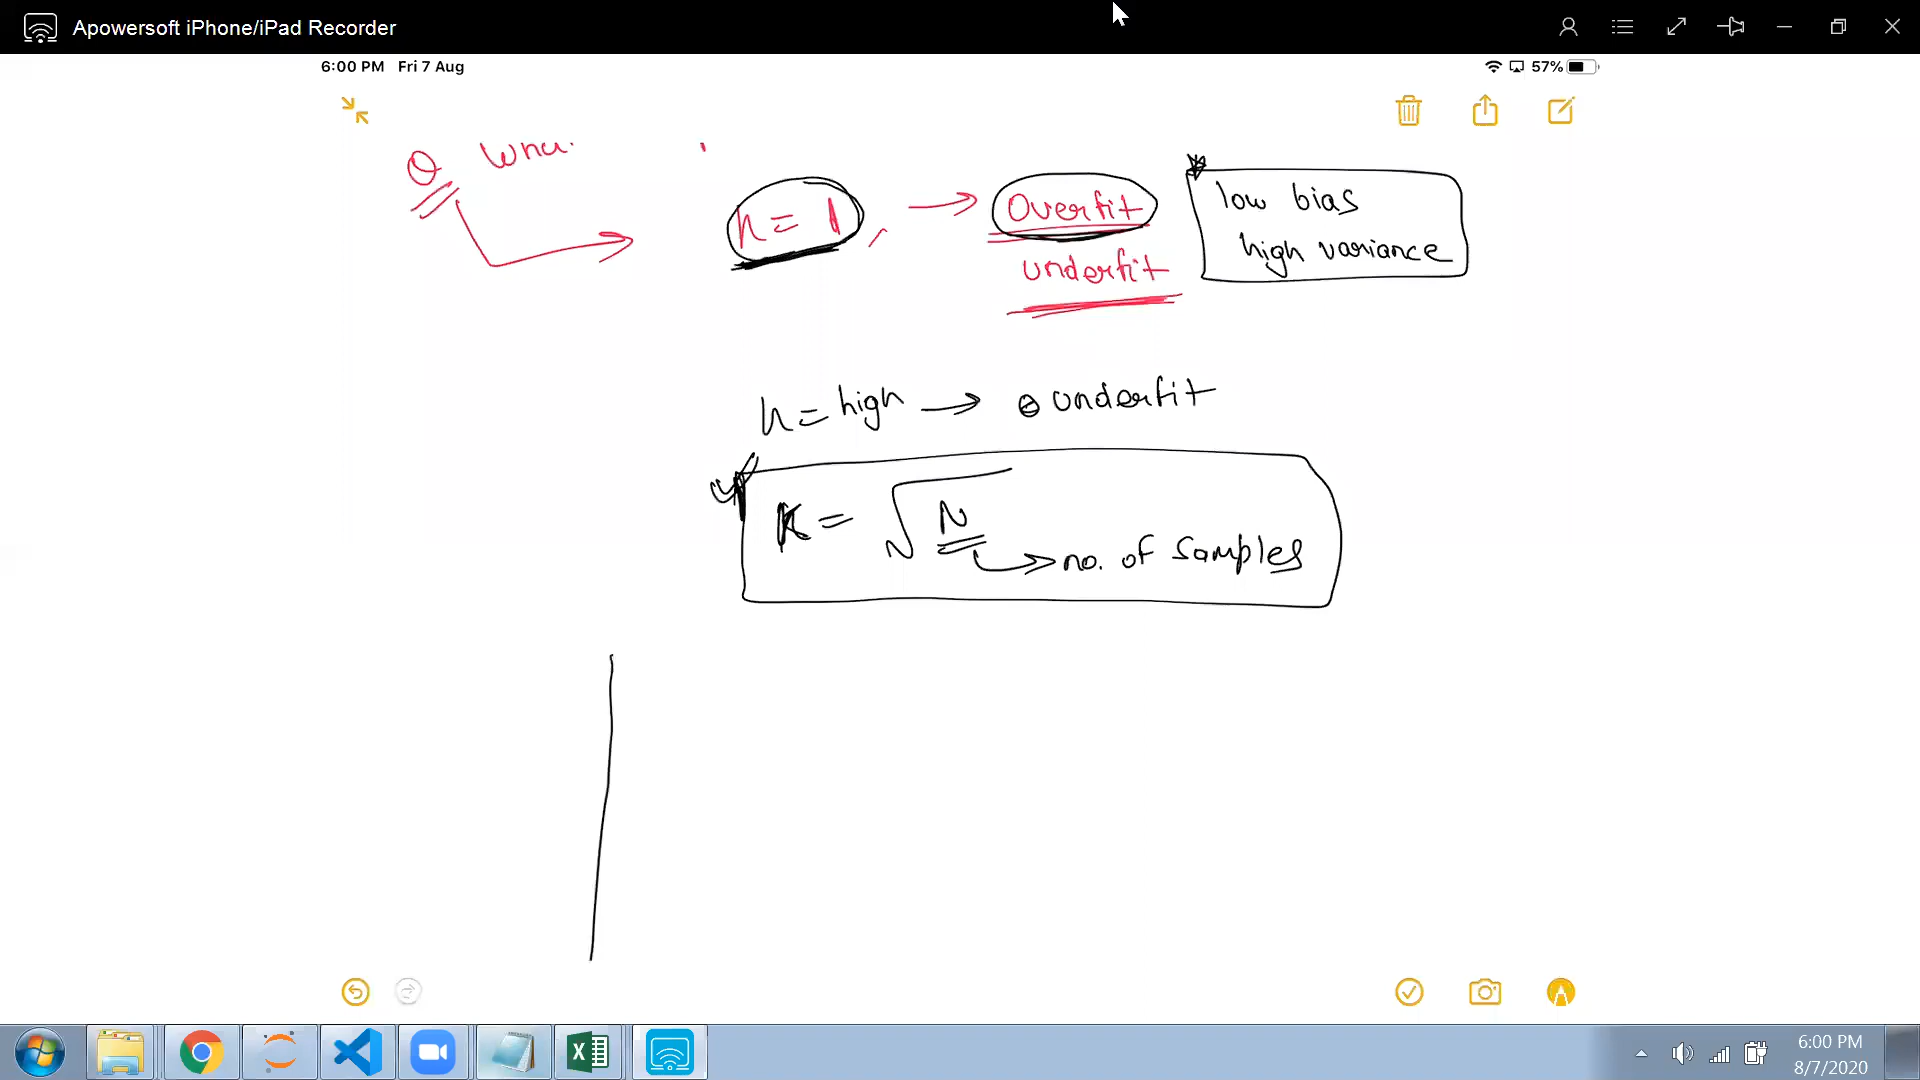 Apowersoft iPhone/iPad Recorder
6:00 PM Fri 7 Aug
57%
Q
n = 1 → Overfit
underfit
low bias
high variance
n = high → underfit
K = √N
→ no. of samples
6:00 PM
8/7/2020